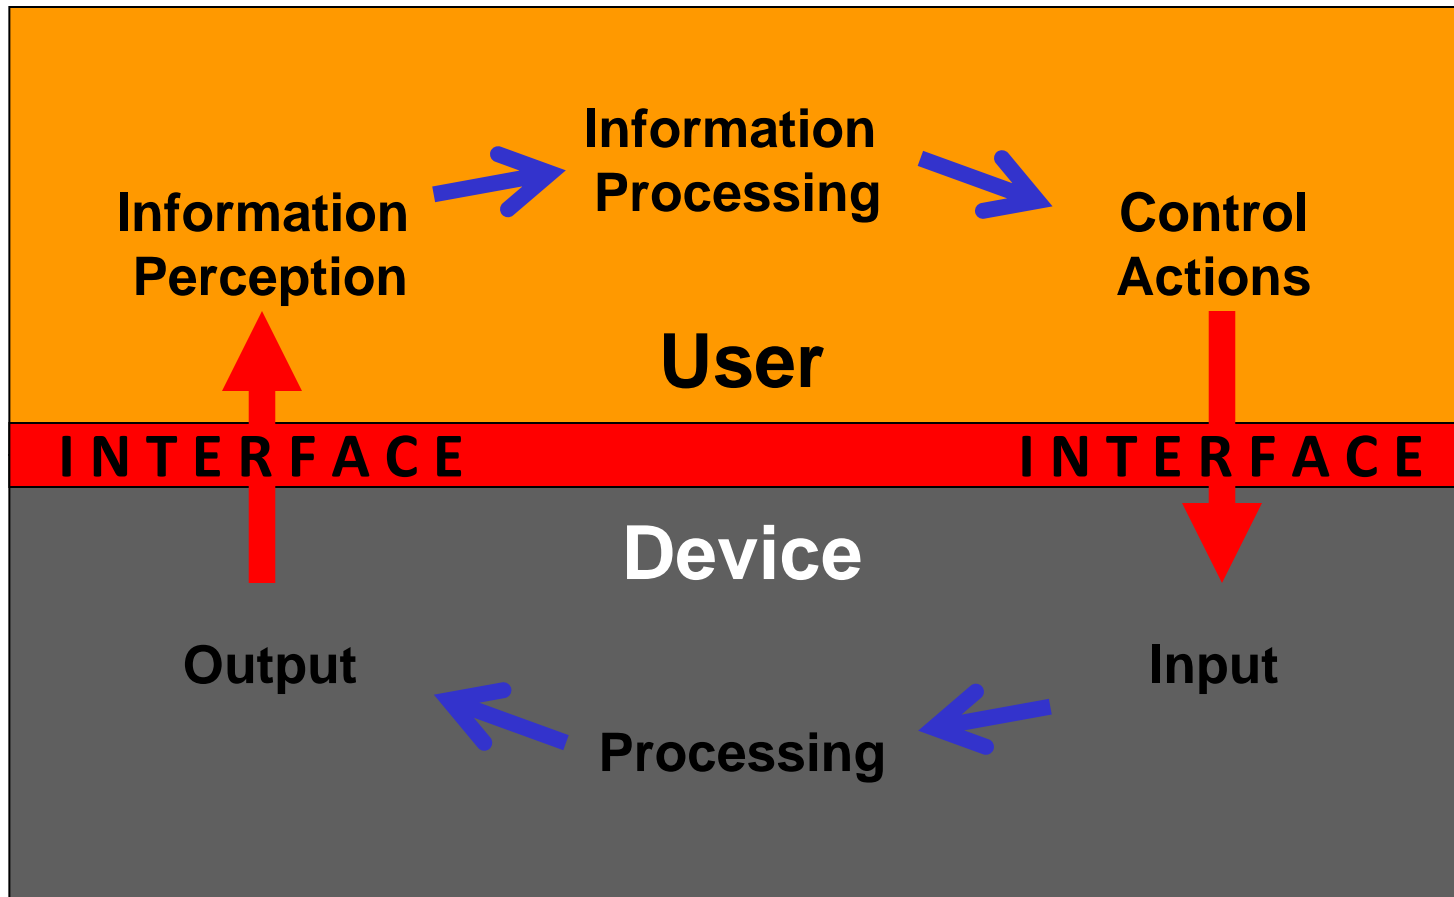 Information
Processing
Information
Perception
Control
Actions
User
INTERFACE
INTERFACE
Device
Output
Input
Processing